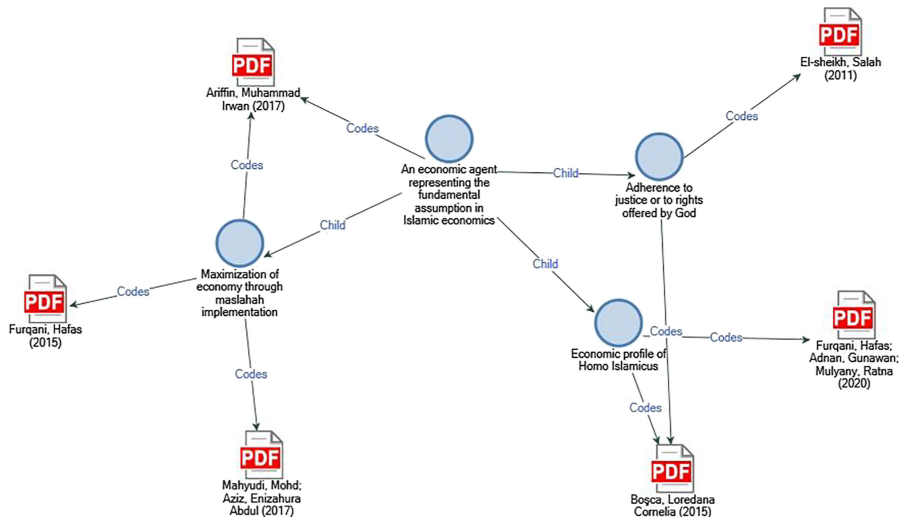 PDF
El-sheikh, Salah
(2011)
PDF
Ariffin, Muhammad
Irwan (2017)
Codes
Codes
Codes
An economic agent
representing the
fundamental
assumption in
Islamic economics
Child
Adherence to
justice or to rights
offered by God
Child
Maximization of
economy through
maslahah
implementation
Child
Codes
PDF
Furqani, Hafas
(2015)
Economic profile of
Homo Islamicus
_Codes
Codes
PDF
Furqani, Hafas;
Adnan, Gunawan;
Mulyany, Ratna
(2020)
Codes
Codes
PDF
Mahyudi, Mohd;
Aziz, Enizahura
Abdul (2017)
PDF
Boşca, Loredana
Cornelia (2015)